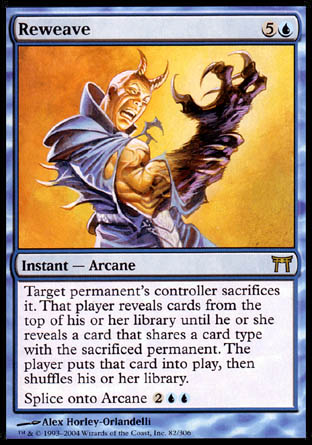 Reweave 5
Instant — Arcane
Target permanent's controller sacrifices
it. That player reveals cards from the
top of his or her library until he or she
reveals a card that shares a card type
with the sacrificed permanent. The
player puts that card into play, then
shuffles his or her library.
Splice onto Arcane 2
Alex Horley-Orlandelli
™ & © 1993–2004 Wizards of the Coast, Inc. 82/306